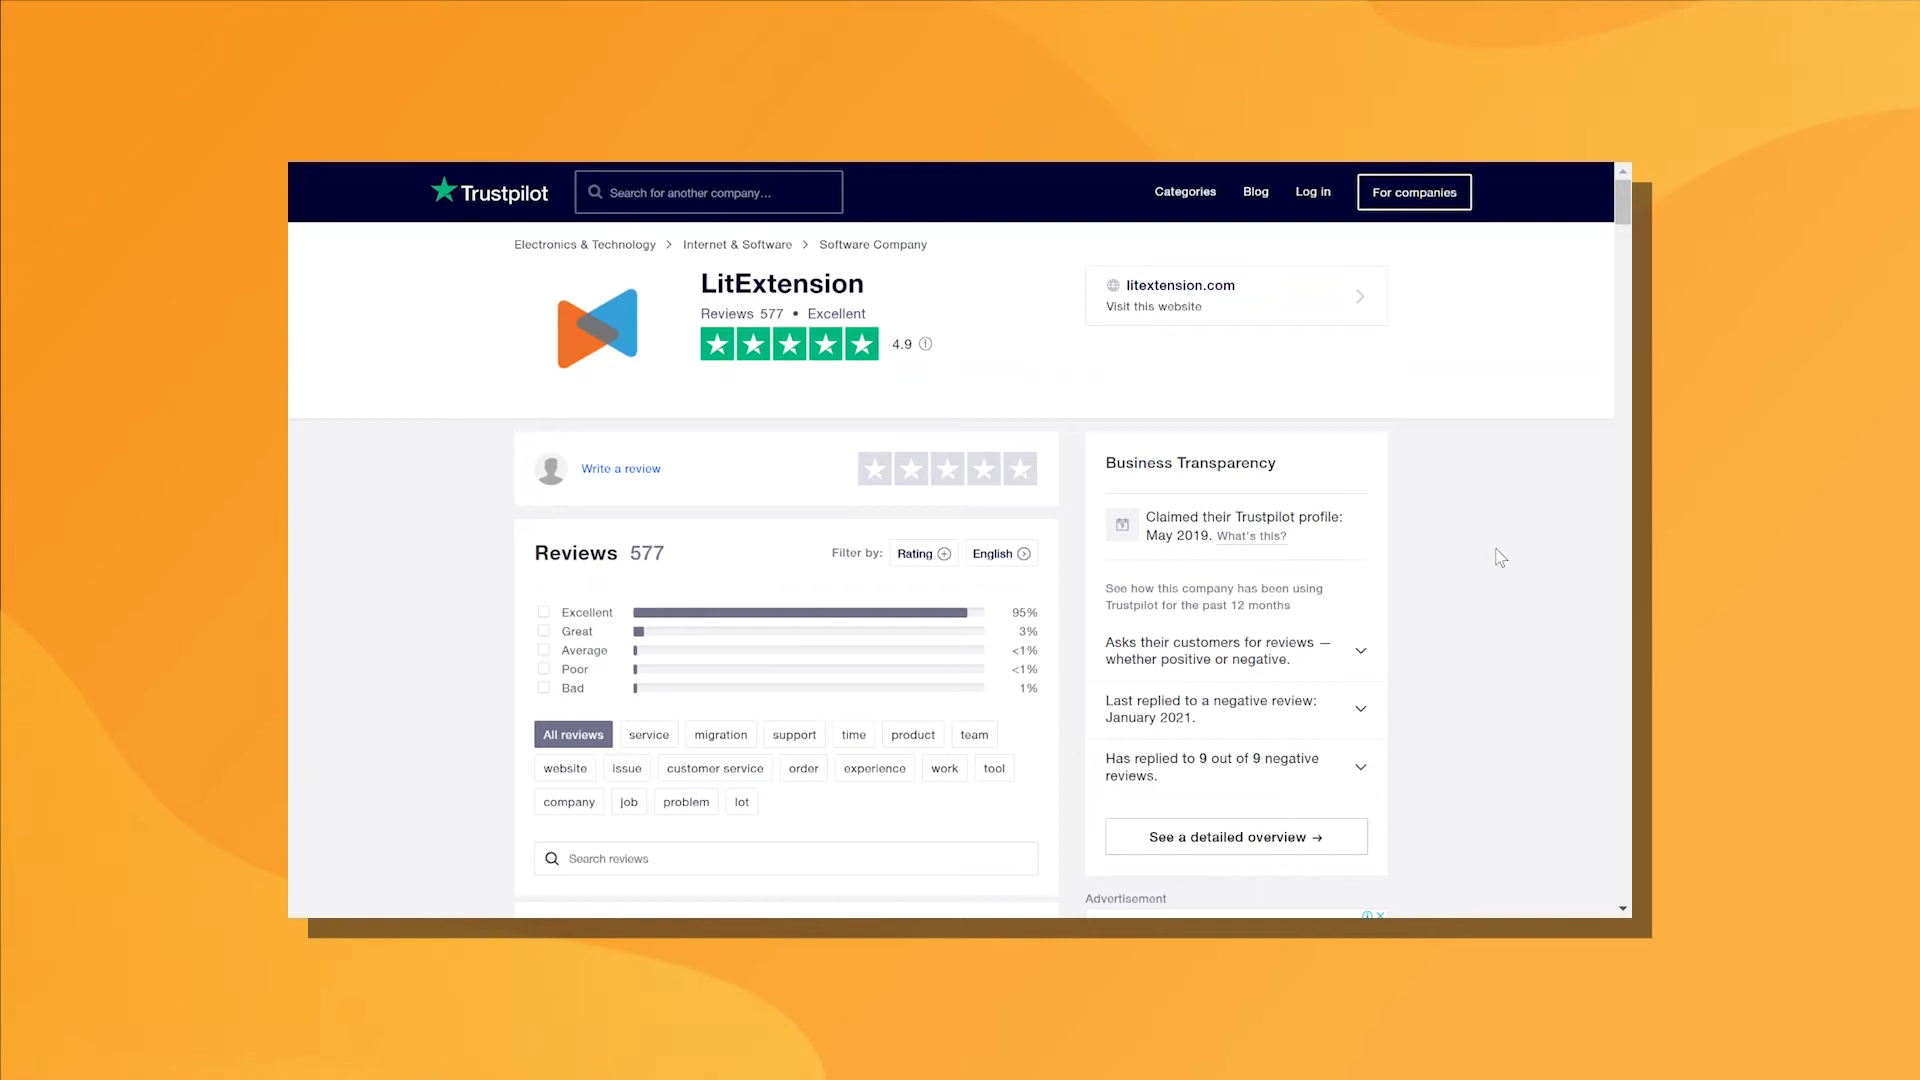 Trustpilot
Search for another company...
Categories
Blog
Log in
For companies
Electronics & Technology > Internet & Software > Software Company
LitExtension
Reviews 577 • Excellent
4.9
litextension.com
Visit this website
Write a review
Reviews 577
Filter by:
Rating
English
Excellent 95%
Great 3%
Average <1%
Poor <1%
Bad 1%
All reviews service migration support time product team
website issue customer service order experience work tool
company job problem lot
Search reviews
Business Transparency
Claimed their Trustpilot profile:
May 2019. What's this?
See how this company has been using
Trustpilot for the past 12 months
Asks their customers for reviews —
whether positive or negative.
Last replied to a negative review:
January 2021.
Has replied to 9 out of 9 negative
reviews.
See a detailed overview →
Advertisement